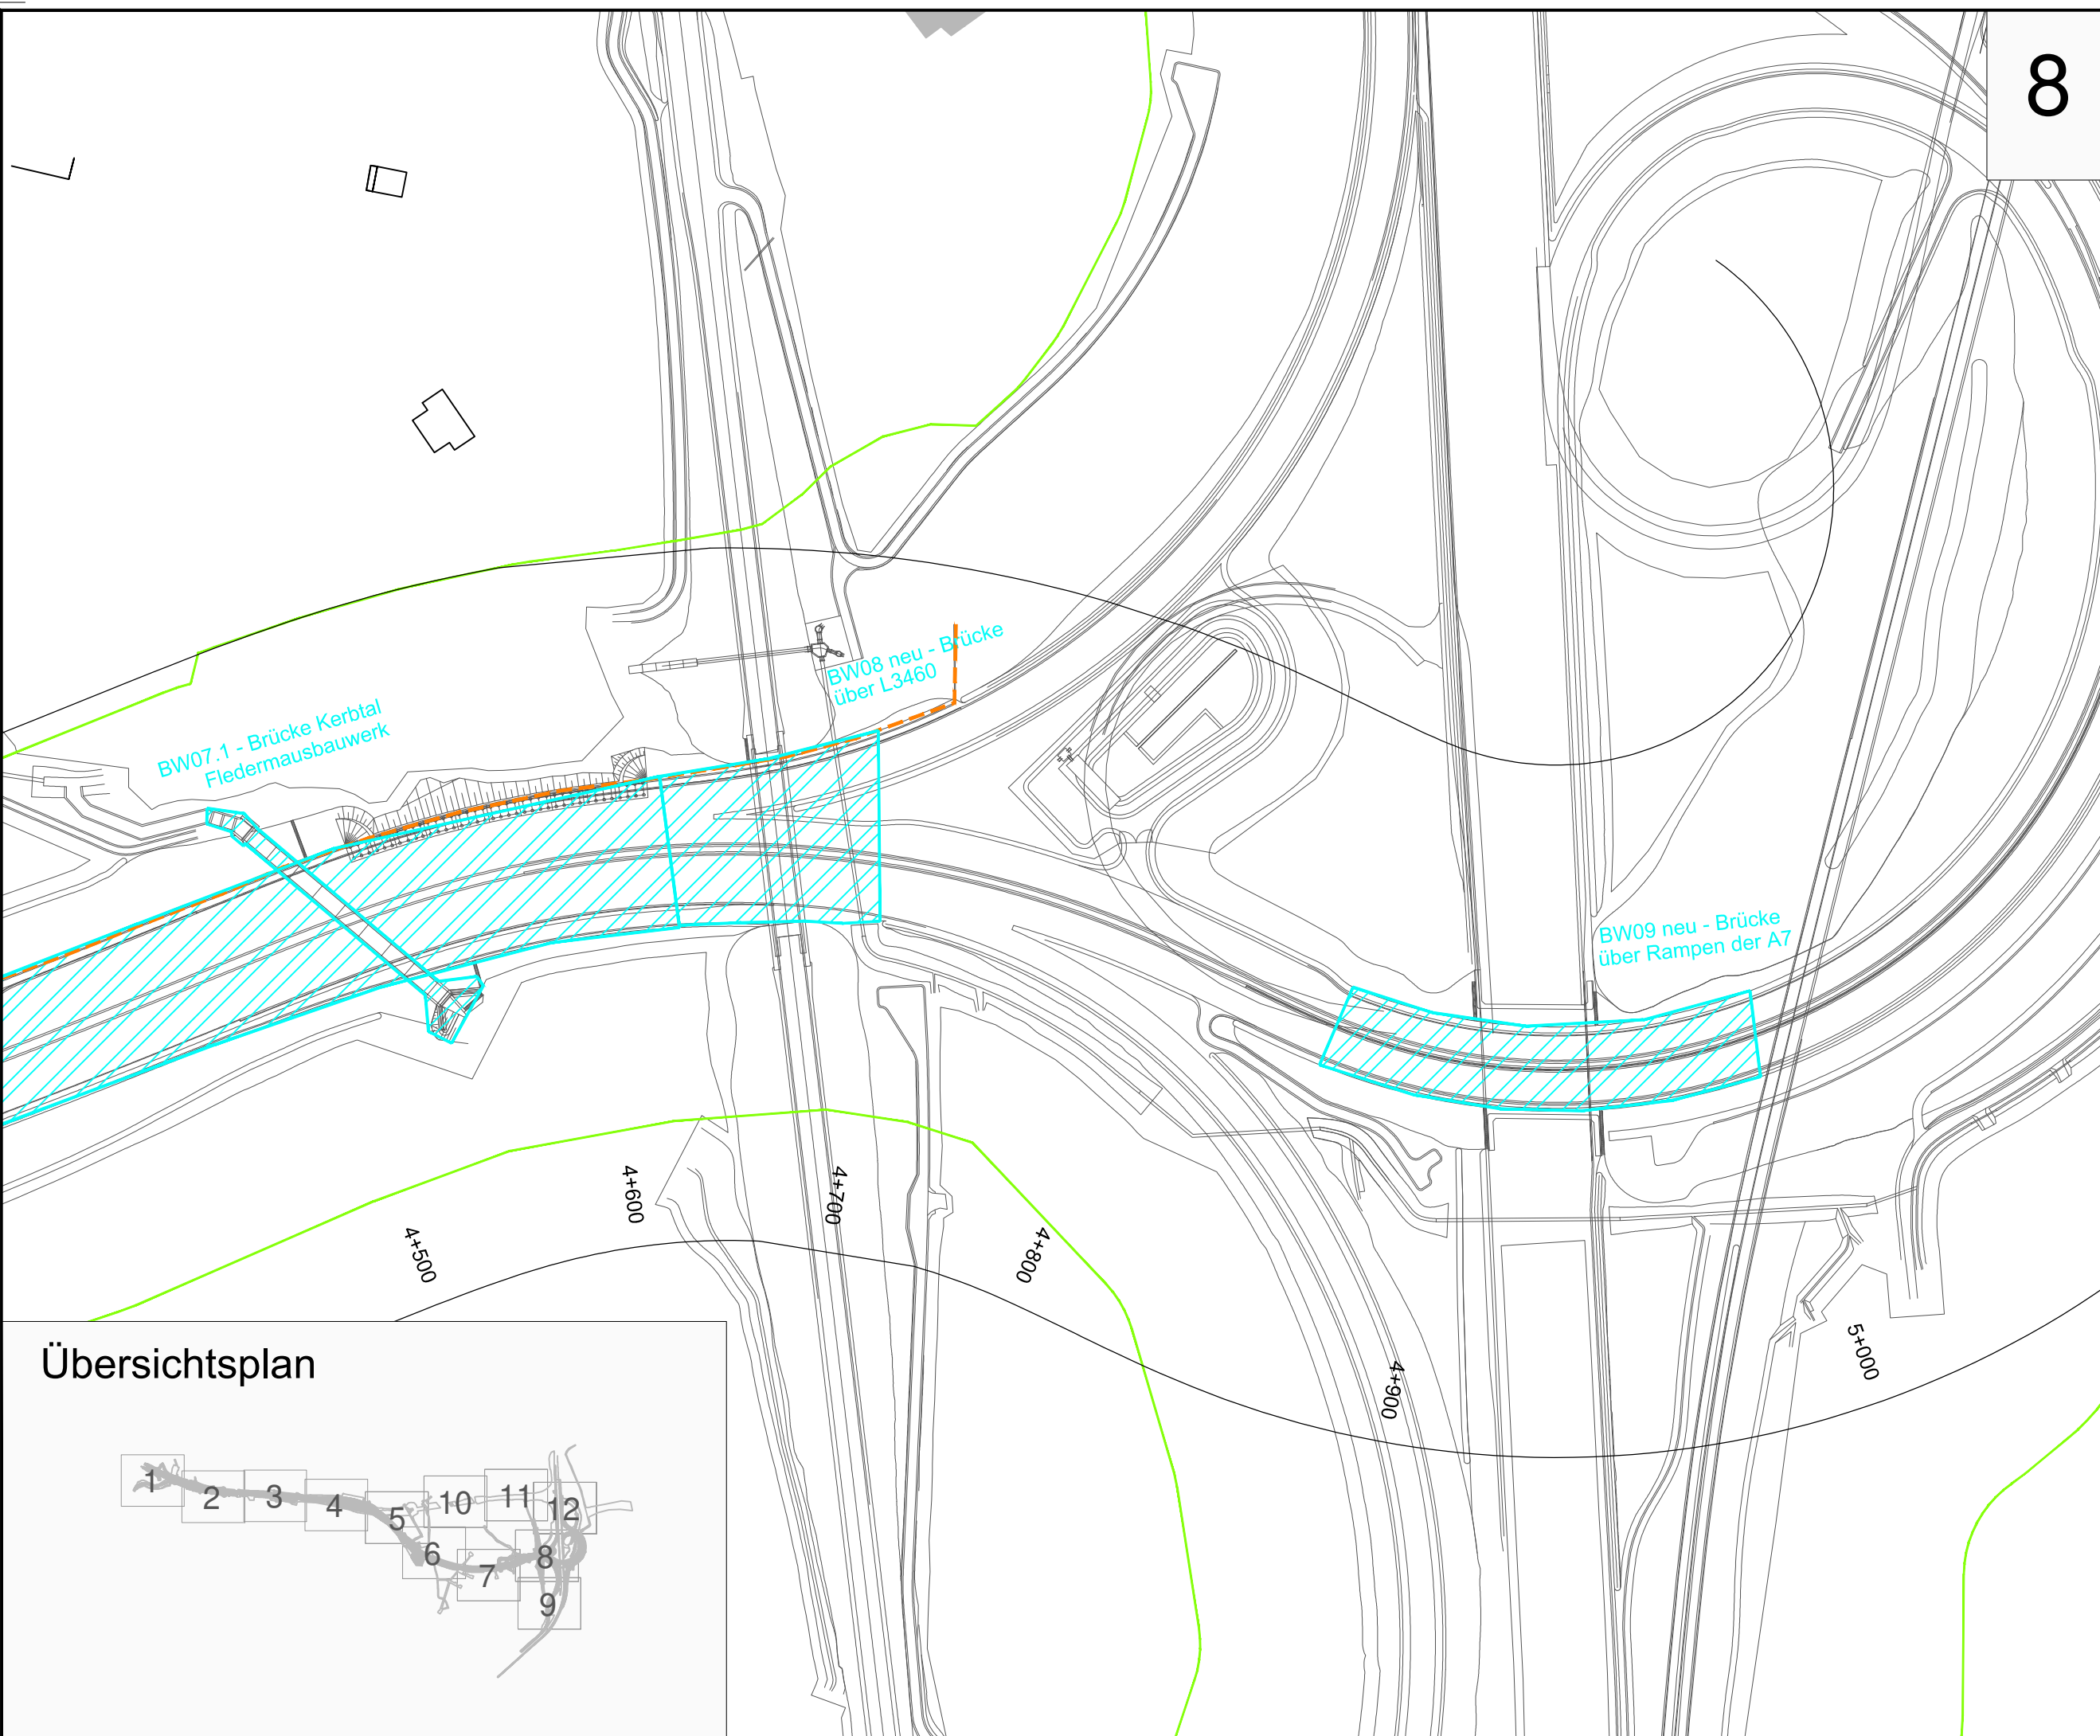 8
BW08 neu - Brücke
über L3460
BW07.1 - Brücke Kerbtal
Fledermausbauwerk
BW09 neu - Brücke
über Rampen der A7
4+500
4+600
4+700
4+800
4+900
5+000
Übersichtsplan
1
2
3
4
5
6
7
8
9
10
11
12